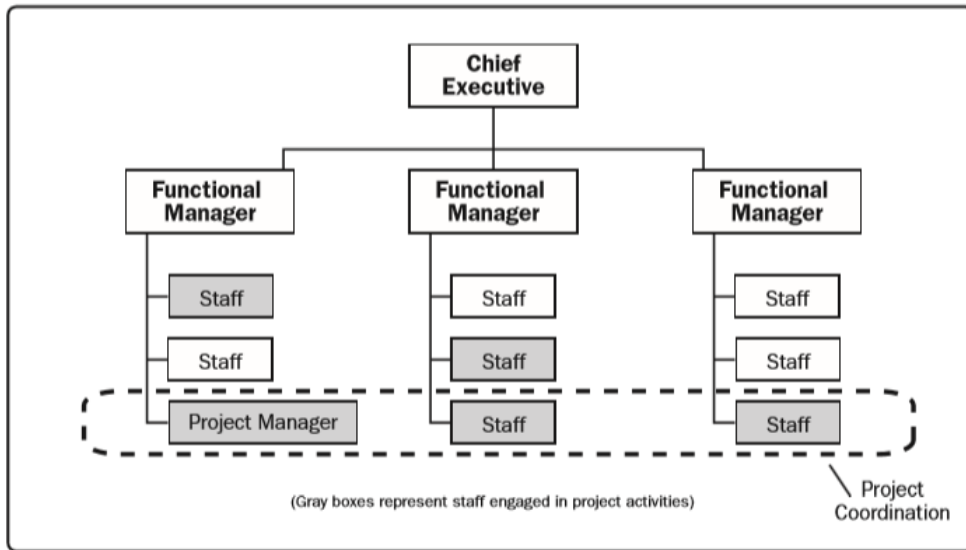 Chief
Executive
Functional
Manager
Functional
Manager
Functional
Manager
Staff
Staff
Staff
Staff
Staff
Staff
Project Manager
Staff
Staff
(Gray boxes represent staff engaged in project activities)
Project
Coordination